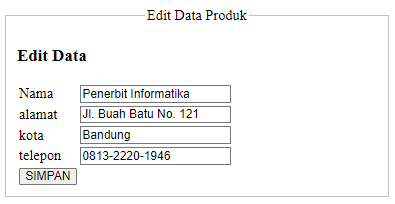 Edit Data Produk
Edit Data
Nama Penerbit Informatika
alamat Jl. Buah Batu No. 121
kota Bandung
telepon 0813-2220-1946
SIMPAN